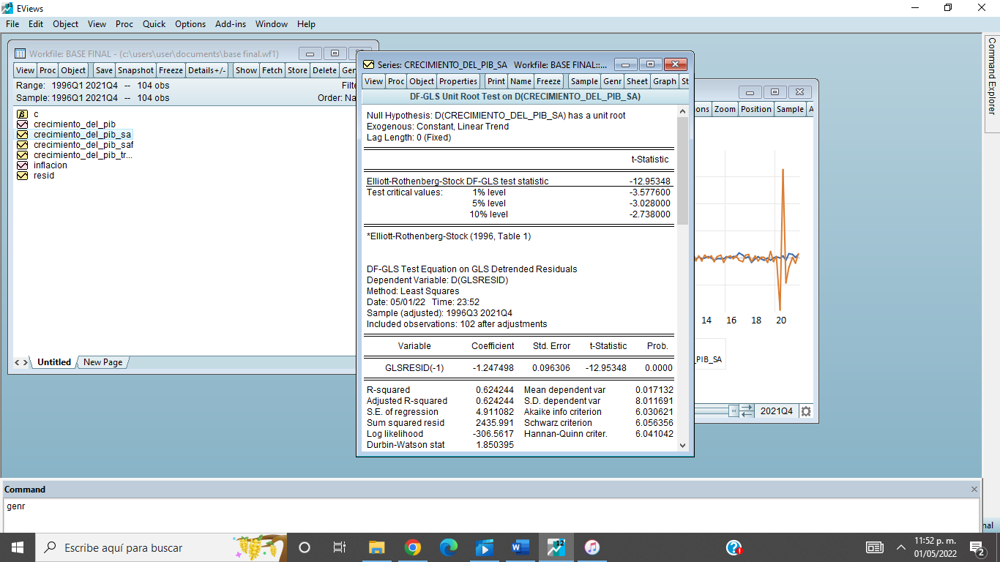 EViews
File Edit Object View Proc Quick Options Add-ins Window Help
Workfile: BASE FINAL - (c:\users\user\documents\base final.wf1)
View Proc Object Save Snapshot Freeze Details+/- Show Fetch Store Delete Gen
Range: 1996Q1 2021Q4 -- 104 obs Filte
Sample: 1996Q1 2021Q4 -- 104 obs Order: Na
c
crecimiento_del_pib
crecimiento_del_pib_sa
crecimiento_del_pib_saf
crecimiento_del_pib_tr...
inflacion
resid
Untitled New Page
Series: CRECIMIENTO_DEL_PIB_SA Workfile: BASE FINAL::...
View Proc Object Properties Print Name Freeze Sample Genr Sheet Graph St
DF-GLS Unit Root Test on D(CRECIMIENTO_DEL_PIB_SA)
Null Hypothesis: D(CRECIMIENTO_DEL_PIB_SA) has a unit root
Exogenous: Constant, Linear Trend
Lag Length: 0 (Fixed)
t-Statistic
Elliott-Rothenberg-Stock DF-GLS test statistic -12.95348
Test critical values: 1% level -3.577600
5% level -3.028000
10% level -2.738000
*Elliott-Rothenberg-Stock (1996, Table 1)
DF-GLS Test Equation on GLS Detrended Residuals
Dependent Variable: D(GLSRESID)
Method: Least Squares
Date: 05/01/22 Time: 23:52
Sample (adjusted): 1996Q3 2021Q4
Included observations: 102 after adjustments
Variable Coefficient Std. Error t-Statistic Prob.
GLSRESID(-1) -1.247498 0.096306 -12.95348 0.0000
R-squared 0.624244 Mean dependent var 0.017132
Adjusted R-squared 0.624244 S.D. dependent var 8.011691
S.E. of regression 4.911082 Akaike info criterion 6.030621
Sum squared resid 2435.991 Schwarz criterion 6.056356
Log likelihood -306.5617 Hannan-Quinn criter. 6.041042
Durbin-Watson stat 1.850395
ons Zoom Position Sample A
14 16 18 20
_PIB_SA
2021Q4
Command Explorer
Command
genr
nal
Escribe aquí para buscar
12
11:52 p. m.
01/05/2022
2